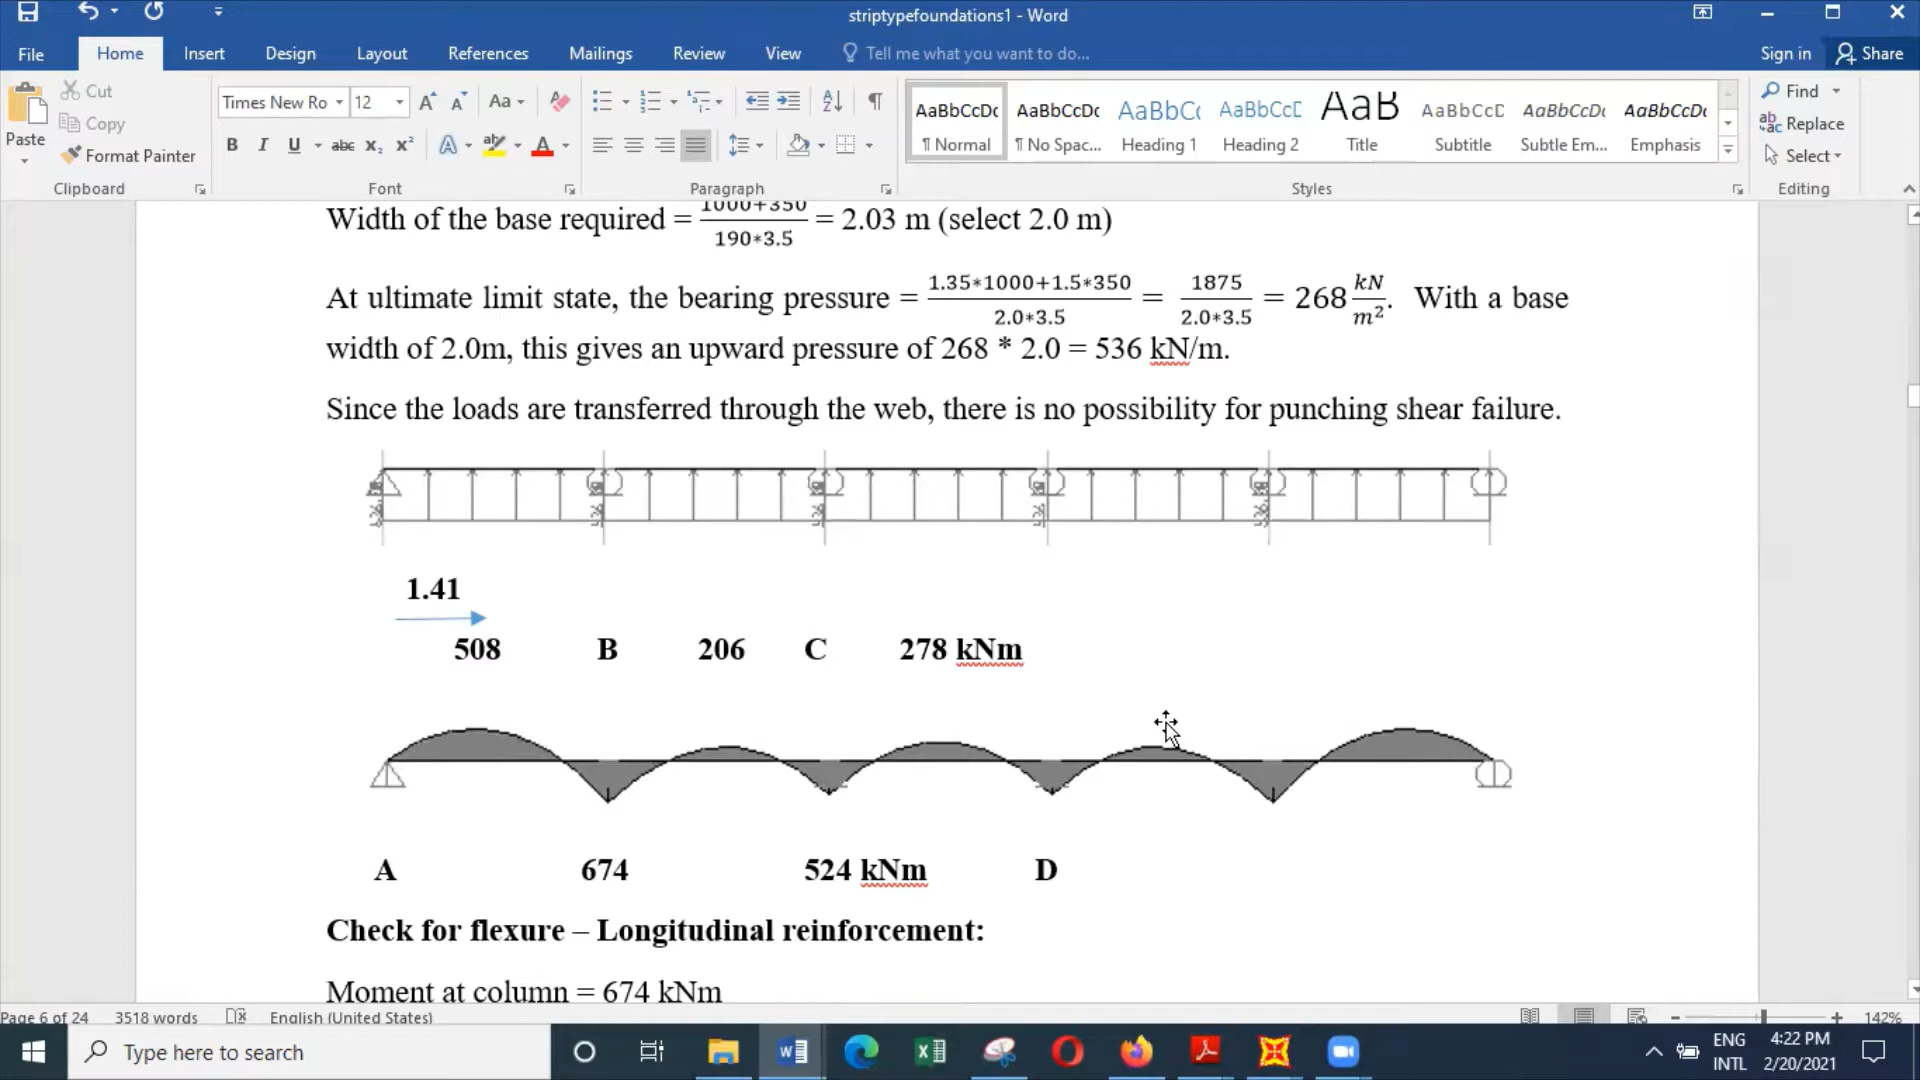 striptypefoundations1 - Word
File Home Insert Design Layout References Mailings Review View Tell me what you want to do... Sign in Share
Paste
Cut
Copy
Format Painter
Clipboard
Times New Ro 12
Font
Paragraph
AaBbCcDc AaBbCcDc AaBbC AaBbCcD AaB AaBbCcD AaBbCcDc AaBbCcDc
¶ Normal ¶ No Spac... Heading 1 Heading 2 Title Subtitle Subtle Em... Emphasis
Styles
Find
Replace
Select
Editing
Width of the base required = 1000+350 / 190*3.5 = 2.03 m (select 2.0 m)
At ultimate limit state, the bearing pressure = 1.35*1000+1.5*350 / 2.0*3.5 = 1875 / 2.0*3.5 = 268 kN/m². With a base
width of 2.0m, this gives an upward pressure of 268 * 2.0 = 536 kN/m.
Since the loads are transferred through the web, there is no possibility for punching shear failure.
1.41
508 B 206 C 278 kNm
A 674 524 kNm D
Check for flexure – Longitudinal reinforcement:
Moment at column = 674 kNm
Page 6 of 24 3518 words English (United States) 142%
Type here to search
ENG
INTL
4:22 PM
2/20/2021